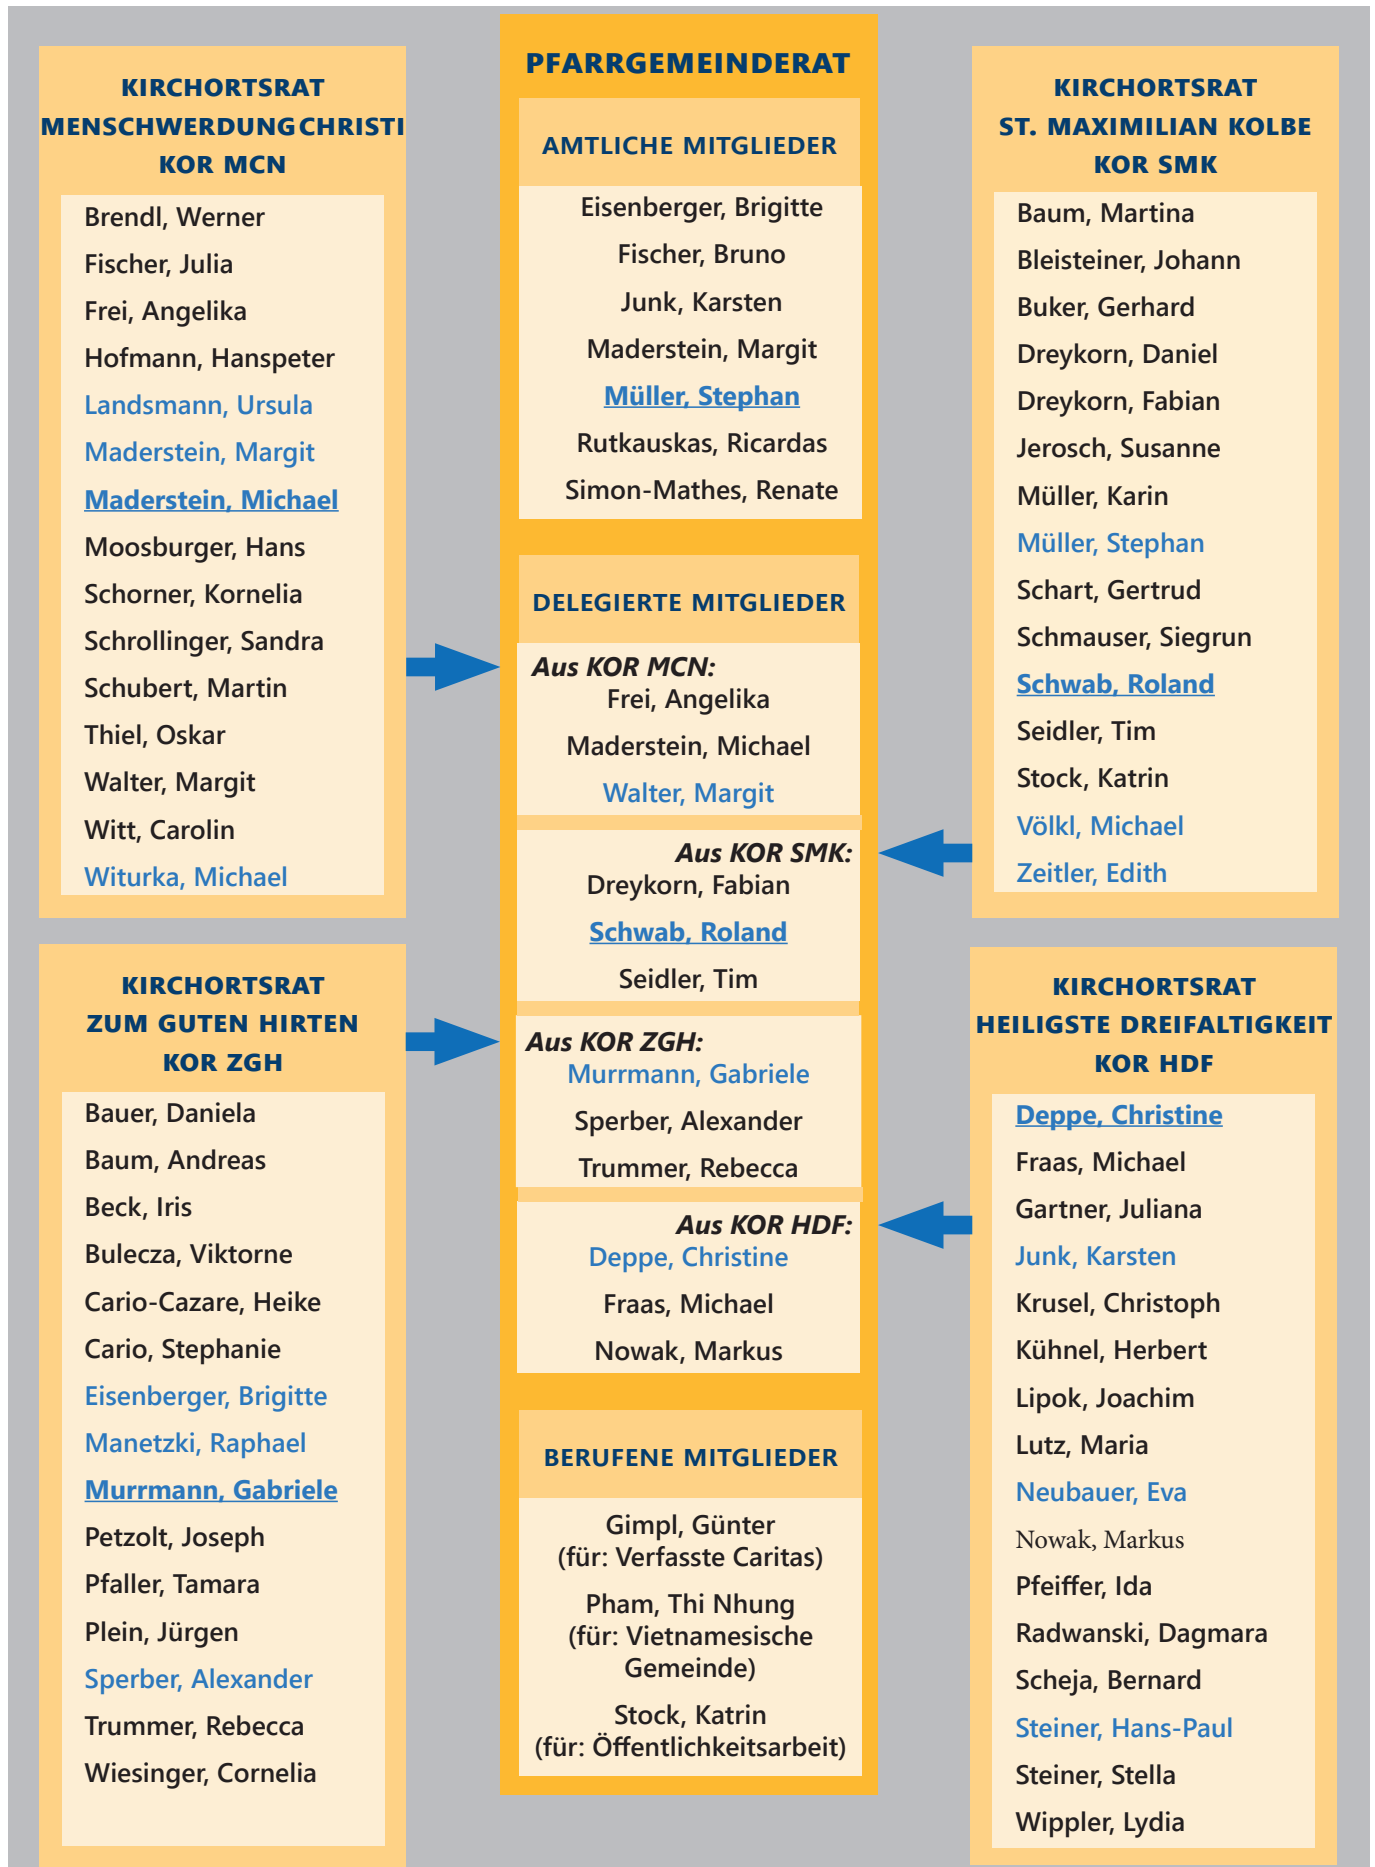 KIRCHORTSRAT
MENSCHWERDUNG CHRISTI
KOR MCN
Brendl, Werner
Fischer, Julia
Frei, Angelika
Hofmann, Hanspeter
Landsmann, Ursula
Maderstein, Margit
Maderstein, Michael
Moosburger, Hans
Schorner, Kornelia
Schrollinger, Sandra
Schubert, Martin
Thiel, Oskar
Walter, Margit
Witt, Carolin
Witurka, Michael
KIRCHORTSRAT
ZUM GUTEN HIRTEN
KOR ZGH
Bauer, Daniela
Baum, Andreas
Beck, Iris
Bulecza, Viktorne
Cario-Cazare, Heike
Cario, Stephanie
Eisenberger, Brigitte
Manetzki, Raphael
Murrmann, Gabriele
Petzolt, Joseph
Pfaller, Tamara
Plein, Jürgen
Sperber, Alexander
Trummer, Rebecca
Wiesinger, Cornelia
PFARRGEMEINDERAT
AMTLICHE MITGLIEDER
Eisenberger, Brigitte
Fischer, Bruno
Junk, Karsten
Maderstein, Margit
Müller, Stephan
Rutkauskas, Ricardas
Simon-Mathes, Renate
DELEGIERTE MITGLIEDER
Aus KOR MCN:
Frei, Angelika
Maderstein, Michael
Walter, Margit
Aus KOR SMK:
Dreykorn, Fabian
Schwab, Roland
Seidler, Tim
Aus KOR ZGH:
Murrmann, Gabriele
Sperber, Alexander
Trummer, Rebecca
Aus KOR HDF:
Deppe, Christine
Fraas, Michael
Nowak, Markus
BERUFENE MITGLIEDER
Gimpl, Günter
(für: Verfasste Caritas)
Pham, Thi Nhung
(für: Vietnamesische
Gemeinde)
Stock, Katrin
(für: Öffentlichkeitsarbeit)
KIRCHORTSRAT
ST. MAXIMILIAN KOLBE
KOR SMK
Baum, Martina
Bleisteiner, Johann
Buker, Gerhard
Dreykorn, Daniel
Dreykorn, Fabian
Jerosch, Susanne
Müller, Karin
Müller, Stephan
Schart, Gertrud
Schmauser, Siegrun
Schwab, Roland
Seidler, Tim
Stock, Katrin
Völkl, Michael
Zeitler, Edith
KIRCHORTSRAT
HEILIGSTE DREIFALTIGKEIT
KOR HDF
Deppe, Christine
Fraas, Michael
Gartner, Juliana
Junk, Karsten
Krusel, Christoph
Kühnel, Herbert
Lipok, Joachim
Lutz, Maria
Neubauer, Eva
Nowak, Markus
Pfeiffer, Ida
Radwanski, Dagmara
Scheja, Bernard
Steiner, Hans-Paul
Steiner, Stella
Wippler, Lydia